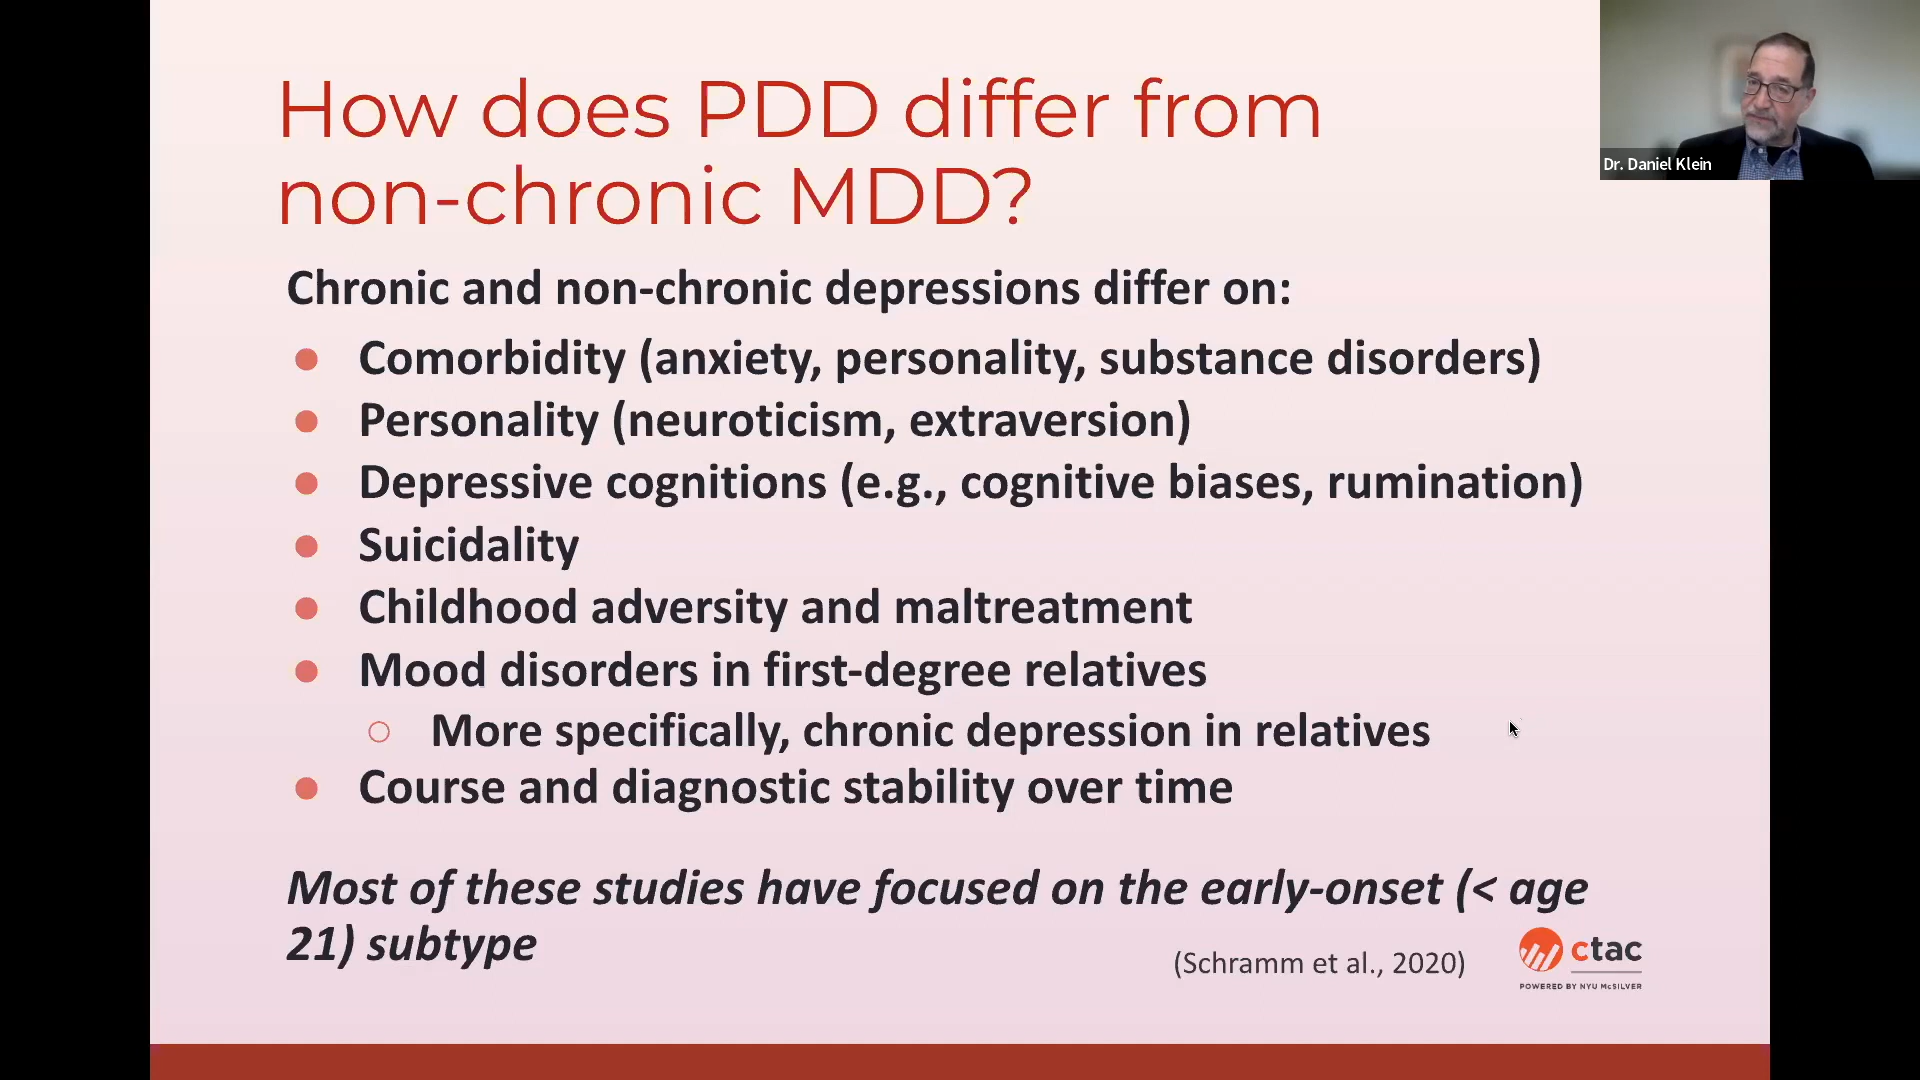 How does PDD differ from
non-chronic MDD?
Dr. Daniel Klein
Chronic and non-chronic depressions differ on:
● Comorbidity (anxiety, personality, substance disorders)
● Personality (neuroticism, extraversion)
● Depressive cognitions (e.g., cognitive biases, rumination)
● Suicidality
● Childhood adversity and maltreatment
● Mood disorders in first-degree relatives
○ More specifically, chronic depression in relatives
● Course and diagnostic stability over time
Most of these studies have focused on the early-onset (< age
21) subtype
(Schramm et al., 2020)
ctac
POWERED BY NYU McSILVER